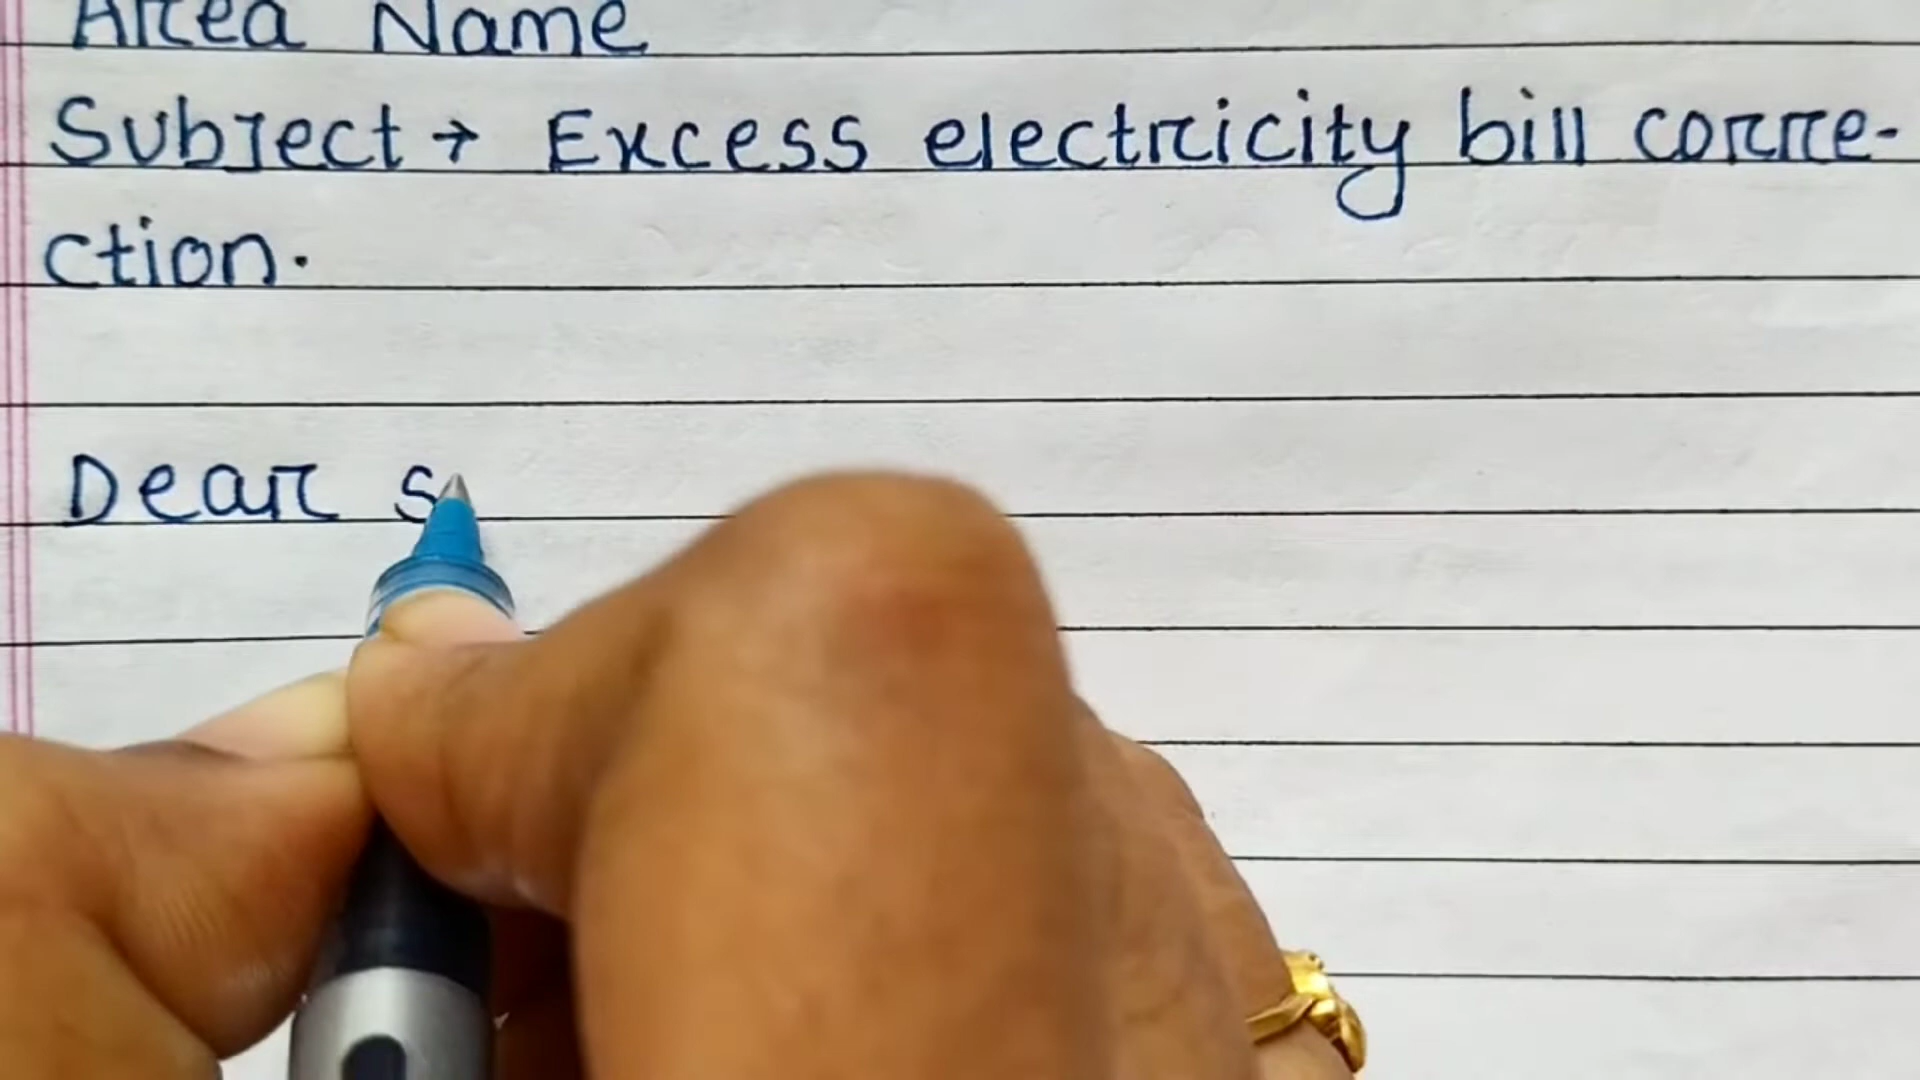 Area Name
Subject → Excess electricity bill corre-
ction.
Dear s